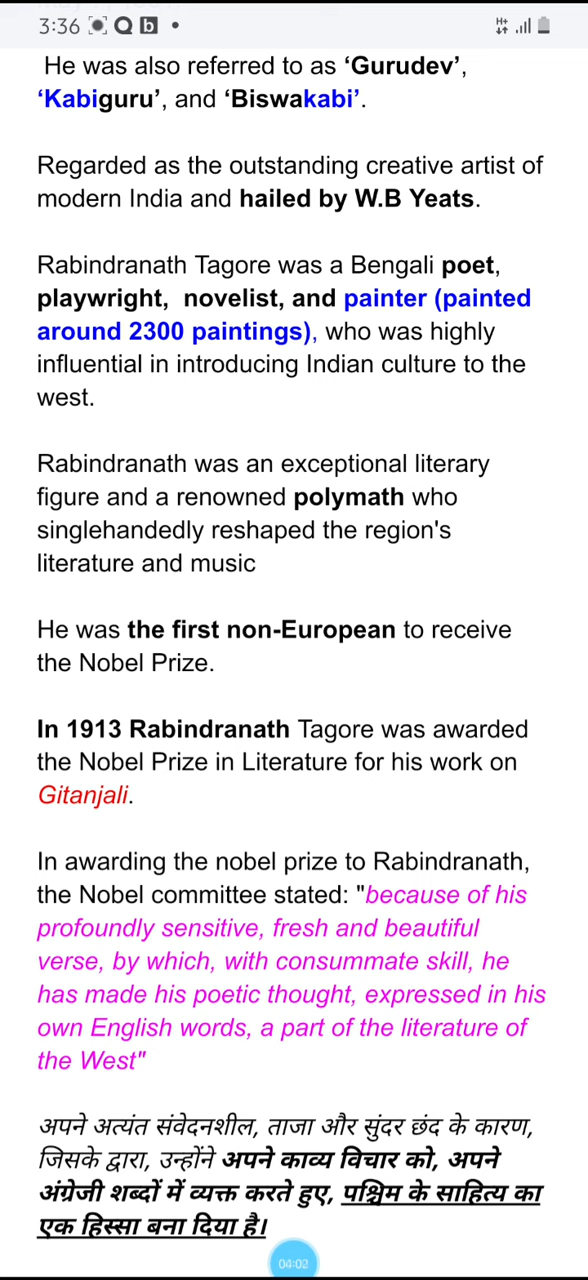 3:36
H+
He was also referred to as ‘Gurudev’,
‘Kabiguru’, and ‘Biswakabi’.
Regarded as the outstanding creative artist of
modern India and hailed by W.B Yeats.
Rabindranath Tagore was a Bengali poet,
playwright, novelist, and painter (painted
around 2300 paintings), who was highly
influential in introducing Indian culture to the
west.
Rabindranath was an exceptional literary
figure and a renowned polymath who
singlehandedly reshaped the region's
literature and music
He was the first non-European to receive
the Nobel Prize.
In 1913 Rabindranath Tagore was awarded
the Nobel Prize in Literature for his work on
Gitanjali.
In awarding the nobel prize to Rabindranath,
the Nobel committee stated: "because of his
profoundly sensitive, fresh and beautiful
verse, by which, with consummate skill, he
has made his poetic thought, expressed in his
own English words, a part of the literature of
the West"
अपने अत्यंत संवेदनशील, ताजा और सुंदर छंद के कारण,
जिसके द्वारा, उन्होंने अपने काव्य विचार को, अपने
अंग्रेजी शब्दों में व्यक्त करते हुए, पश्चिम के साहित्य का
एक हिस्सा बना दिया है।
04:02